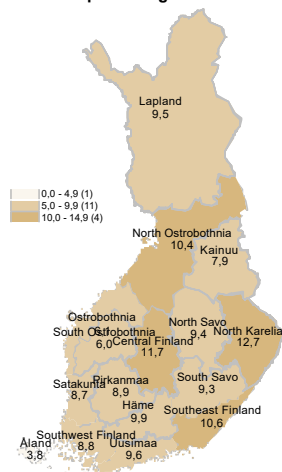 Lapland
9,5
0,0 - 4,9 (1)
5,0 - 9,9 (11)
10,0 - 14,9 (4)
North Ostrobothnia
10,4
Kainuu
7,9
Ostrobothnia
South Ostrobothnia
6,0
North Savo
9,4
North Karelia
12,7
Central Finland
11,7
Pirkanmaa
8,9
Satakunta
8,7
South Savo
9,3
Häme
9,9
Southeast Finland
10,6
Southwest Finland
8,8
Åland
3,8
Uusimaa
9,6